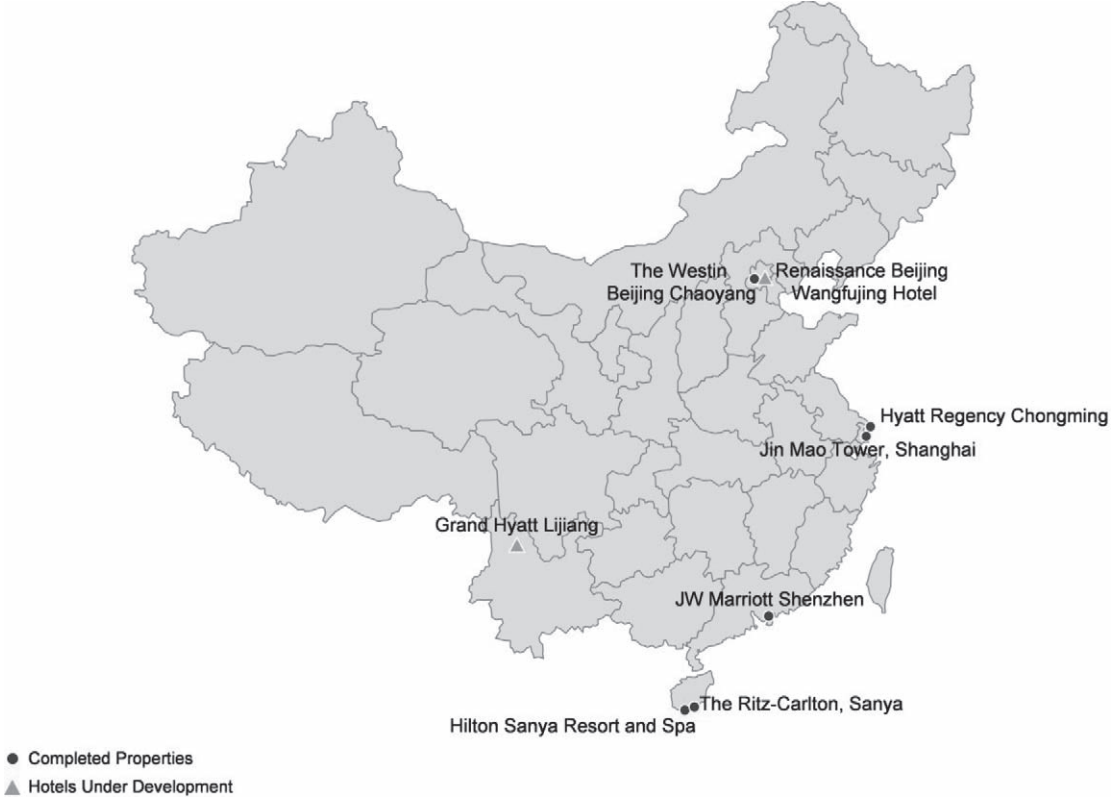 The Westin
Beijing Chaoyang
Renaissance Beijing
Wangfujing Hotel
Hyatt Regency Chongming
Jin Mao Tower, Shanghai
Grand Hyatt Lijiang
JW Marriott Shenzhen
The Ritz-Carlton, Sanya
Hilton Sanya Resort and Spa
Completed Properties
Hotels Under Development